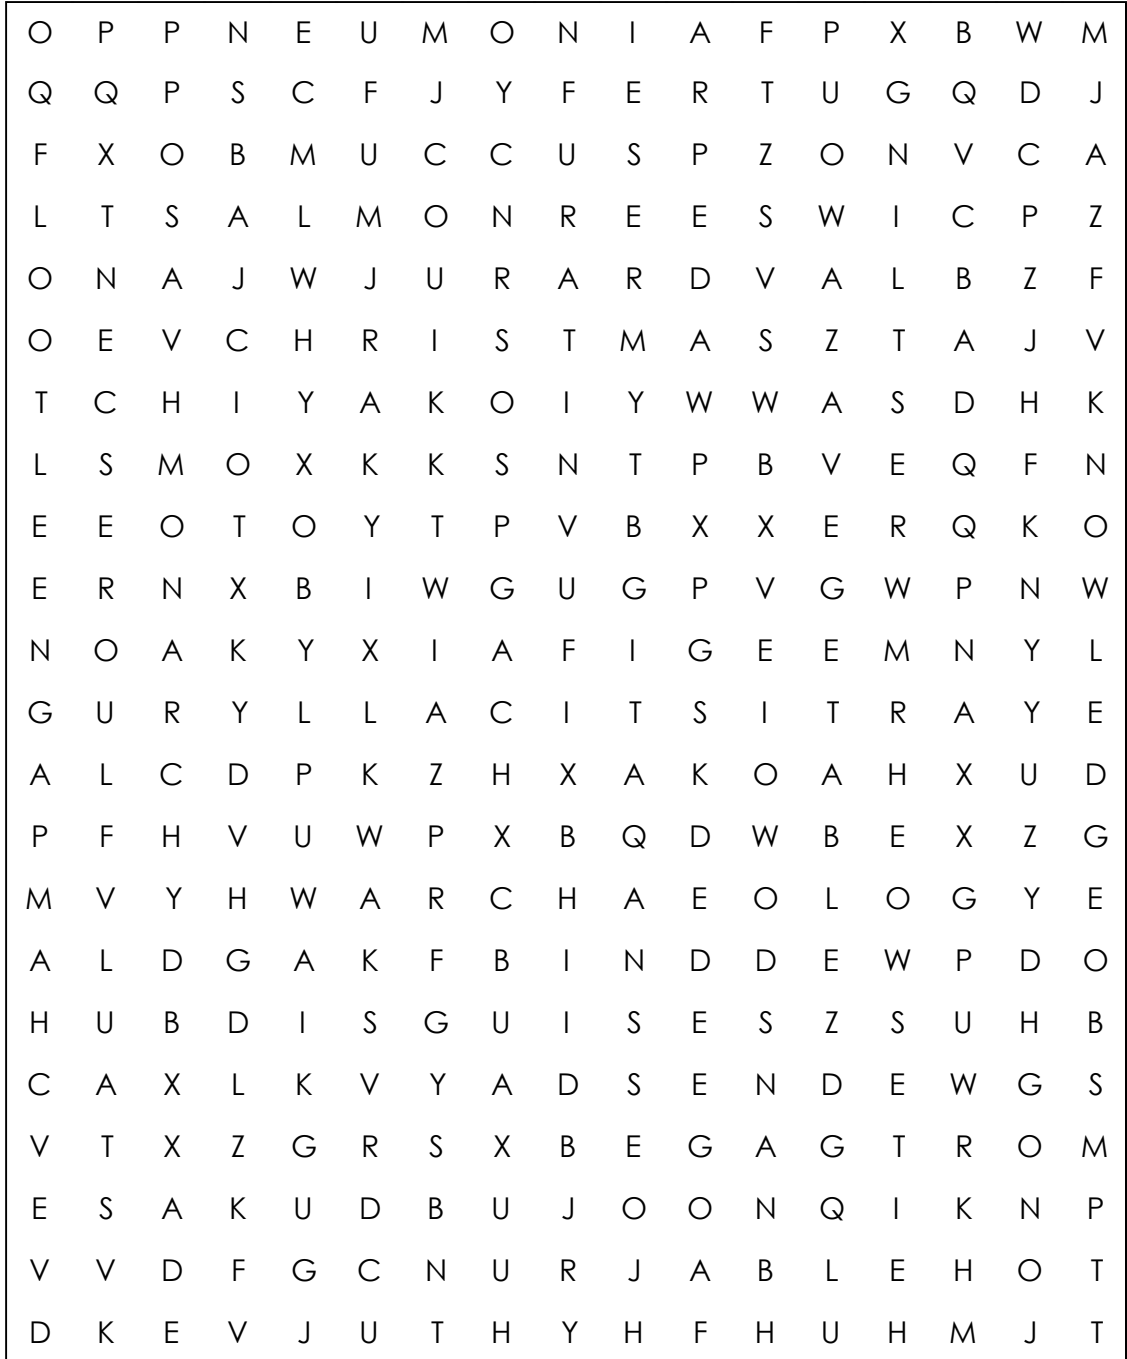 O P P N E U M O N I A F P X B W M
Q Q P S C F J Y F E R T U G Q D J
F X O B M U C C U S P Z O N V C A
L T S A L M O N R E E S W I C P Z
O N A J W J U R A R D V A L B Z F
O E V C H R I S T M A S Z T A J V
T C H I Y A K O I Y W W A S D H K
L S M O X K K S N T P B V E Q F N
E E O T O Y T P V B X X E R Q K O
E R N X B I W G U G P V G W P N W
N O A K Y X I A F I G E E M N Y L
G U R Y L L A C I T S I T R A Y E
A L C D P K Z H X A K O A H X U D
P F H V U W P X B Q D W B E X Z G
M V Y H W A R C H A E O L O G Y E
A L D G A K F B I N D D E W P D O
H U B D I S G U I S E S Z S U H B
C A X L K V Y A D S E N D E W G S
V T X Z G R S X B E G A G T R O M
E S A K U D B U J O O N Q I K N P
V V D F G C N U R J A B L E H O T
D K E V J U T H Y H F H U H M J T